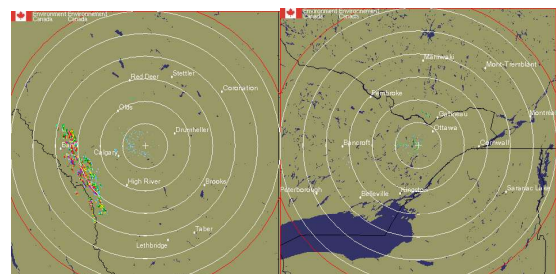 Environment Environnement
Canada Canada
Red Deer
Stettler
Coronation
Olds
Drumheller
Banff
Calgary
High River
Brooks
Taber
Lethbridge
Environment Environnement
Canada Canada
Maniwaki
Mont-Tremblant
Pembroke
Gatineau
Montreal
Ottawa
Bancroft
Cornwall
Peterborough
Belleville
Kingston
Saranac Lake